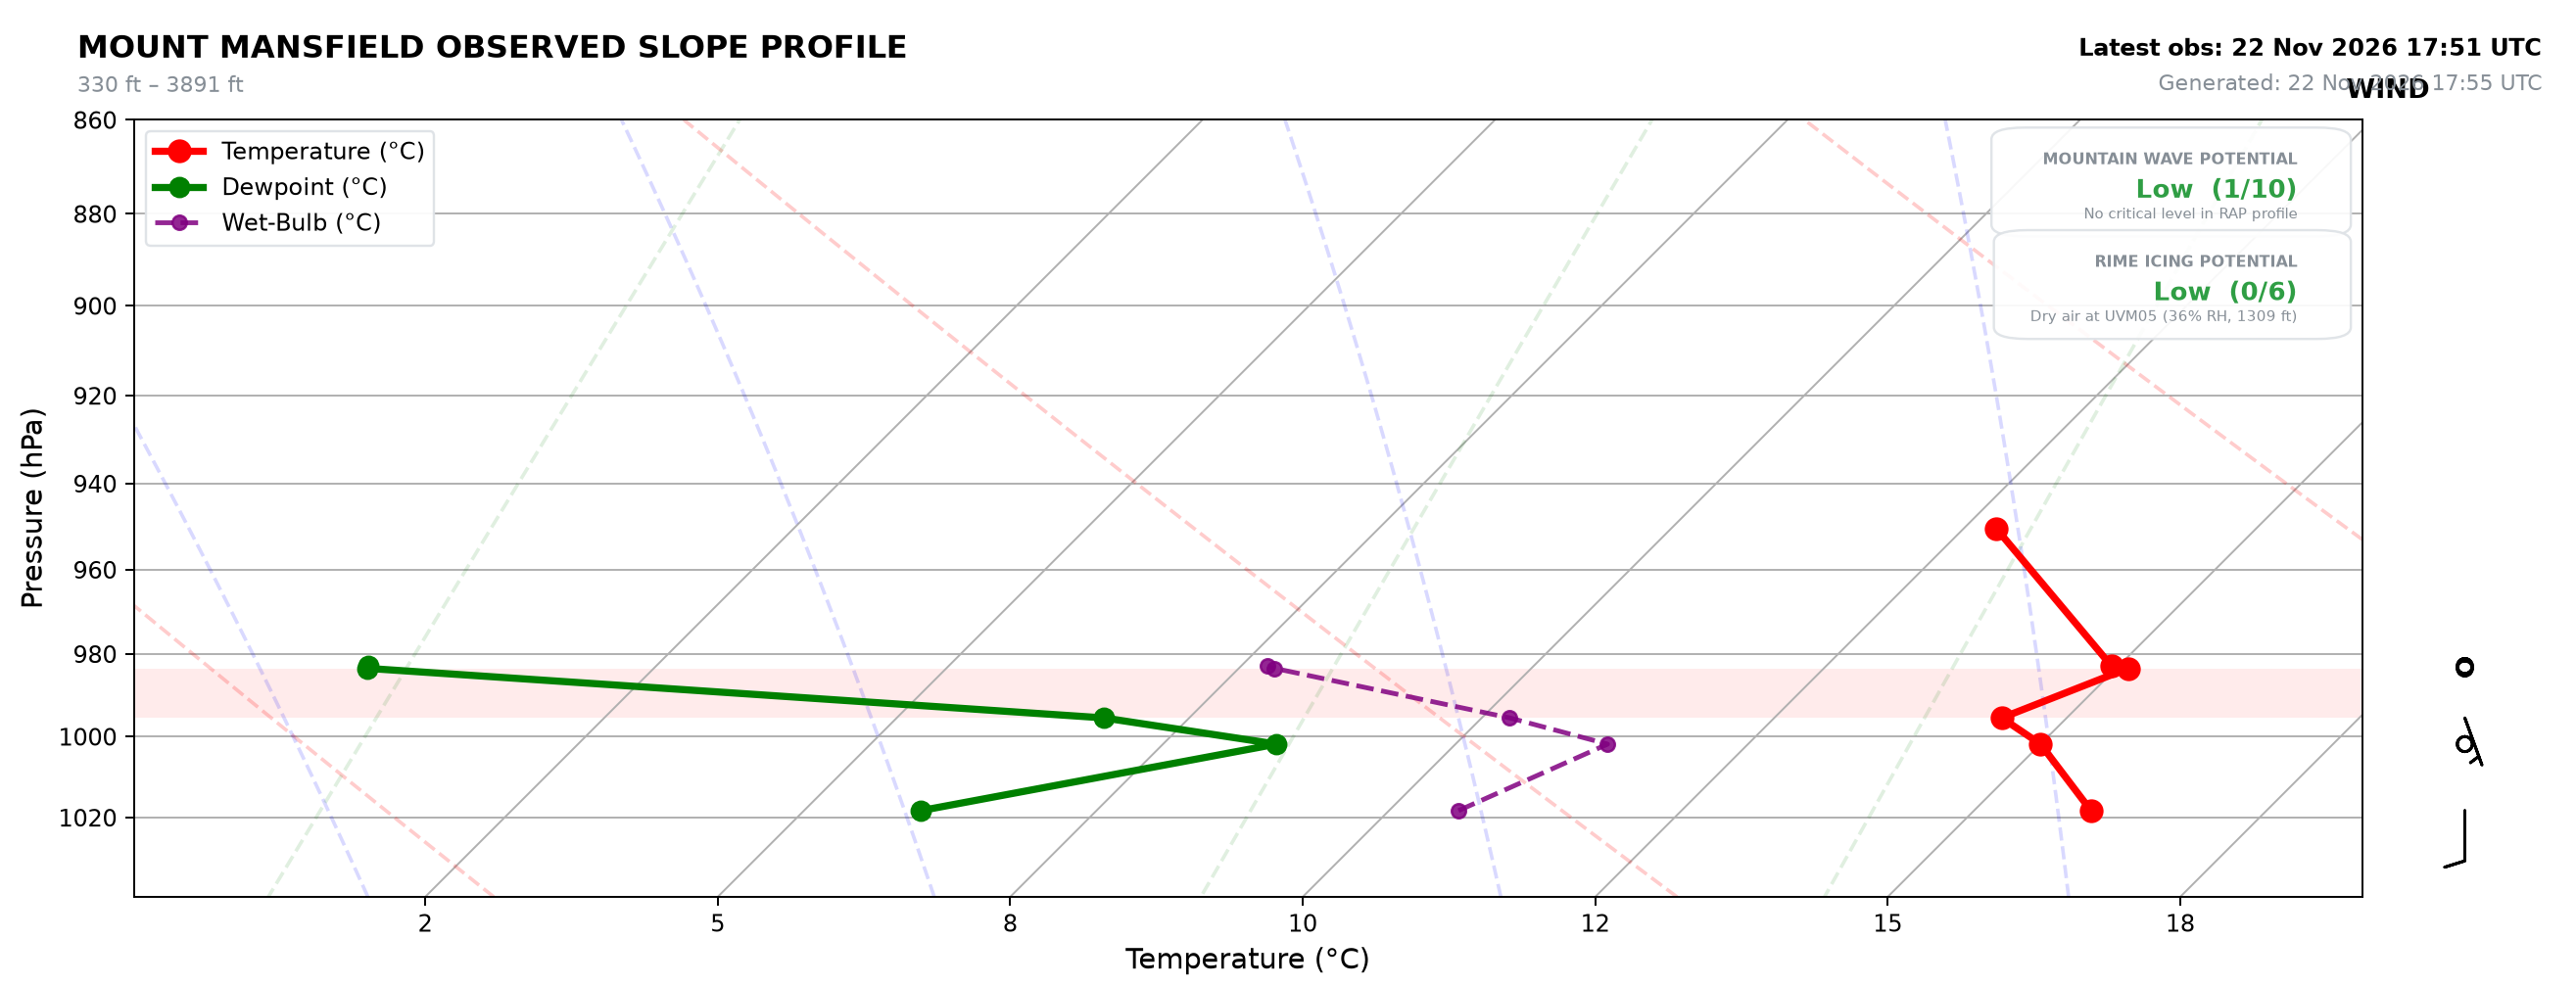 MOUNT MANSFIELD OBSERVED SLOPE PROFILE
330 ft – 3891 ft
Latest obs: 22 Nov 2026 17:51 UTC
Generated: 22 Nov 2026 17:55 UTC
WIND
Temperature (°C)
Dewpoint (°C)
Wet-Bulb (°C)
MOUNTAIN WAVE POTENTIAL
Low (1/10)
No critical level in RAP profile
RIME ICING POTENTIAL
Low (0/6)
Dry air at UVM05 (36% RH, 1309 ft)
Pressure (hPa)
860
880
900
920
940
960
980
1000
1020
2 5 8 10 12 15 18
Temperature (°C)